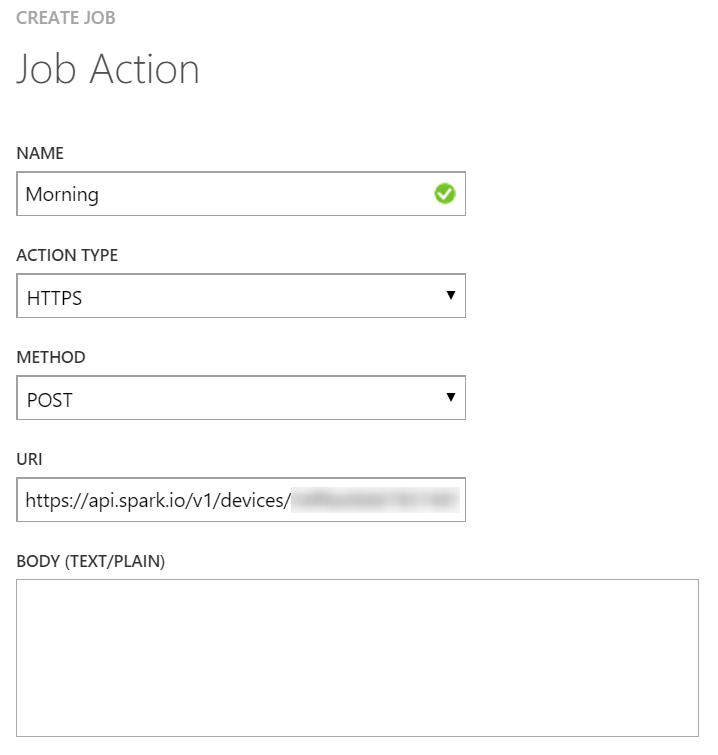 CREATE JOB
Job Action
NAME
Morning
ACTION TYPE
HTTPS
METHOD
POST
URI
https://api.spark.io/v1/devices/
BODY (TEXT/PLAIN)